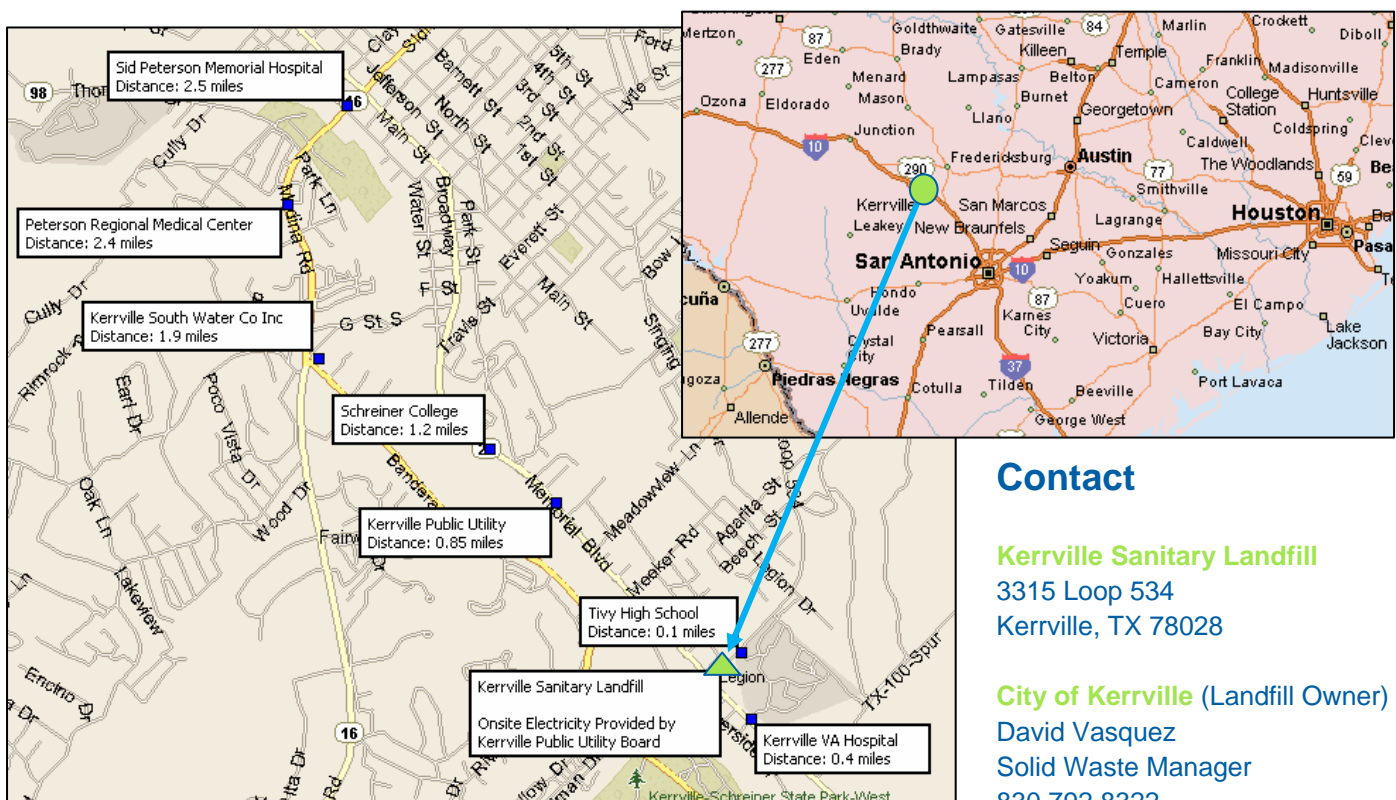 Sid Peterson Memorial Hospital
Distance: 2.5 miles
Peterson Regional Medical Center
Distance: 2.4 miles
Kerrville South Water Co Inc
Distance: 1.9 miles
Schreiner College
Distance: 1.2 miles
Kerrville Public Utility
Distance: 0.85 miles
Tivy High School
Distance: 0.1 miles
Kerrville Sanitary Landfill
Onsite Electricity Provided by
Kerrville Public Utility Board
Kerrville VA Hospital
Distance: 0.4 miles
98
16
Cully Dr
Jefferson St
Barnett St
North St
5th St
4th St
3rd St
2nd St
1st St
Ford
Lytle St
Main St
Park Ln
Medina Rd
Water St
Broadway
Park St
Everett St
Main St
F St
Travis St
G St S
Singing
Cully Dr
Rimrock
Earl Dr
Poco Vista Dr
Wood Dr
Oak Ln
Lakeview
Encino Dr
Bandera
Memorial Blvd
Meadowview Ln
Meeker Rd
Agarita St
Beech St
Legion Dr
Loop 534
Legion
TX-100-Spur
16
Rd
Kerrville-Schreiner State Park-West
Mertzon
87
Eden
Goldthwaite
Gatesville
84
Marlin
Crockett
Diboll
Brady
Killeen
Temple
277
Menard
Lampasas
Belton
Franklin
Madisonville
Cameron
Ozona
Eldorado
Mason
Burnet
Georgetown
College
Station
Huntsville
Llano
Junction
Coldspring
10
Caldwell
Fredericksburg
Austin
The Woodlands
290
77
59
Smithville
Kerrville
San Marcos
Lagrange
Houston
Leakey
New Braunfels
Seguin
Gonzales
Missouri City
San Antonio
10
Yoakum
Hallettsville
Hondo
87
Cuero
El Campo
Uvalde
Karnes
City
Pearsall
Victoria
Bay City
Lake
Jackson
Crystal
City
277
37
Piedras Negras
Cotulla
Tilden
Beeville
Port Lavaca
Allende
George West
Contact
Kerrville Sanitary Landfill
3315 Loop 534
Kerrville, TX 78028
City of Kerrville (Landfill Owner)
David Vasquez
Solid Waste Manager
830.792.8322